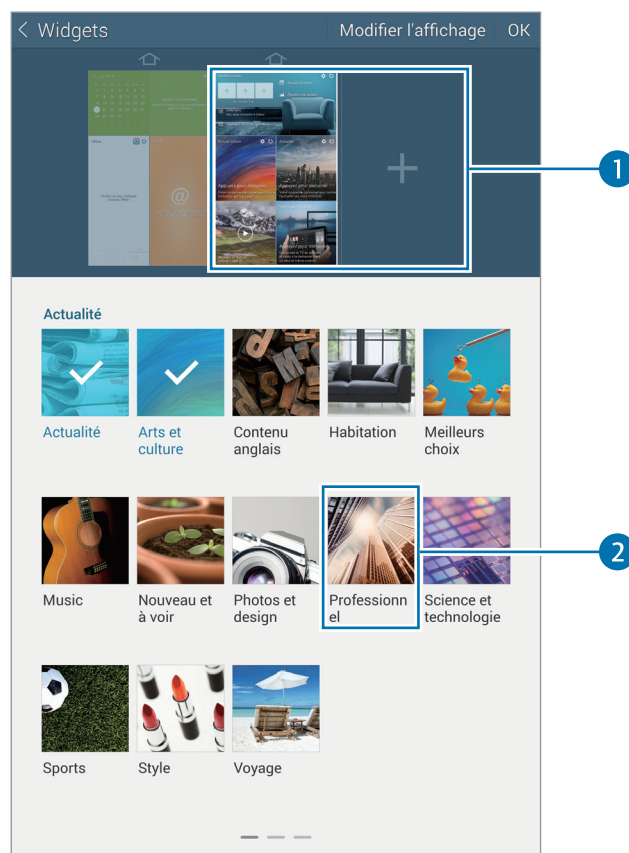 Widgets
Modifier l'affichage
OK
1
Actualité
Actualité
Arts et
culture
Contenu
anglais
Habitation
Meilleurs
choix
2
Music
Nouveau et
à voir
Photos et
design
Professionn
el
Science et
technologie
Sports
Style
Voyage